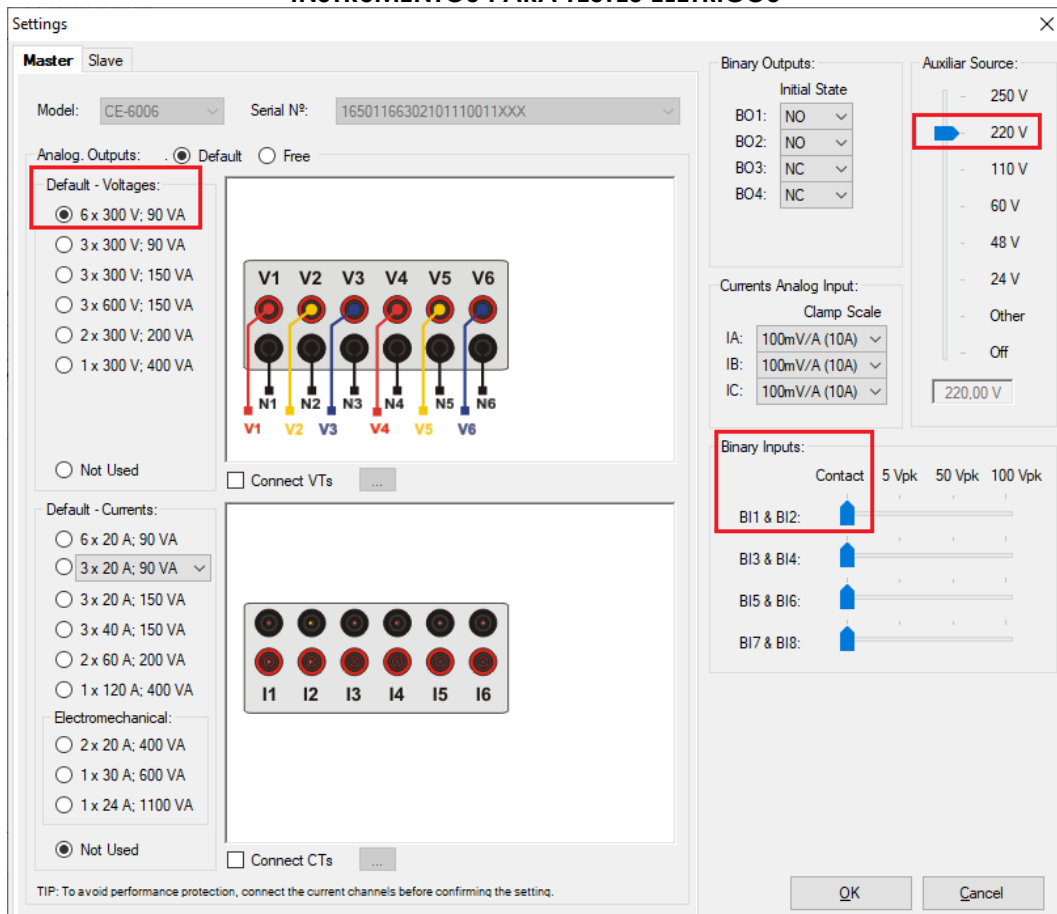 INSTRUMENTOS PARA TESTES ELÉTRICOS
Settings
Master Slave
Model: CE-6006 Serial Nº: 16501166302101110011XXX
Analog. Outputs: . Default Free
Default - Voltages:
6 x 300 V; 90 VA
3 x 300 V; 90 VA
3 x 300 V; 150 VA
3 x 600 V; 150 VA
2 x 300 V; 200 VA
1 x 300 V; 400 VA
Not Used
V1 V2 V3 V4 V5 V6
N1 N2 N3 N4 N5 N6
V1 V2 V3 V4 V5 V6
Connect VTs ...
Default - Currents:
6 x 20 A; 90 VA
3 x 20 A; 90 VA
3 x 20 A; 150 VA
3 x 40 A; 150 VA
2 x 60 A; 200 VA
1 x 120 A; 400 VA
Electromechanical:
2 x 20 A; 400 VA
1 x 30 A; 600 VA
1 x 24 A; 1100 VA
Not Used
I1 I2 I3 I4 I5 I6
Connect CTs ...
TIP: To avoid performance protection, connect the current channels before confirming the setting.
Binary Outputs:
Initial State
BO1: NO
BO2: NO
BO3: NC
BO4: NC
Currents Analog Input:
Clamp Scale
IA: 100mV/A (10A)
IB: 100mV/A (10A)
IC: 100mV/A (10A)
Auxiliar Source:
250 V
220 V
110 V
60 V
48 V
24 V
Other
Off
220,00 V
Binary Inputs:
Contact 5 Vpk 50 Vpk 100 Vpk
BI1 & BI2:
BI3 & BI4:
BI5 & BI6:
BI7 & BI8:
OK Cancel